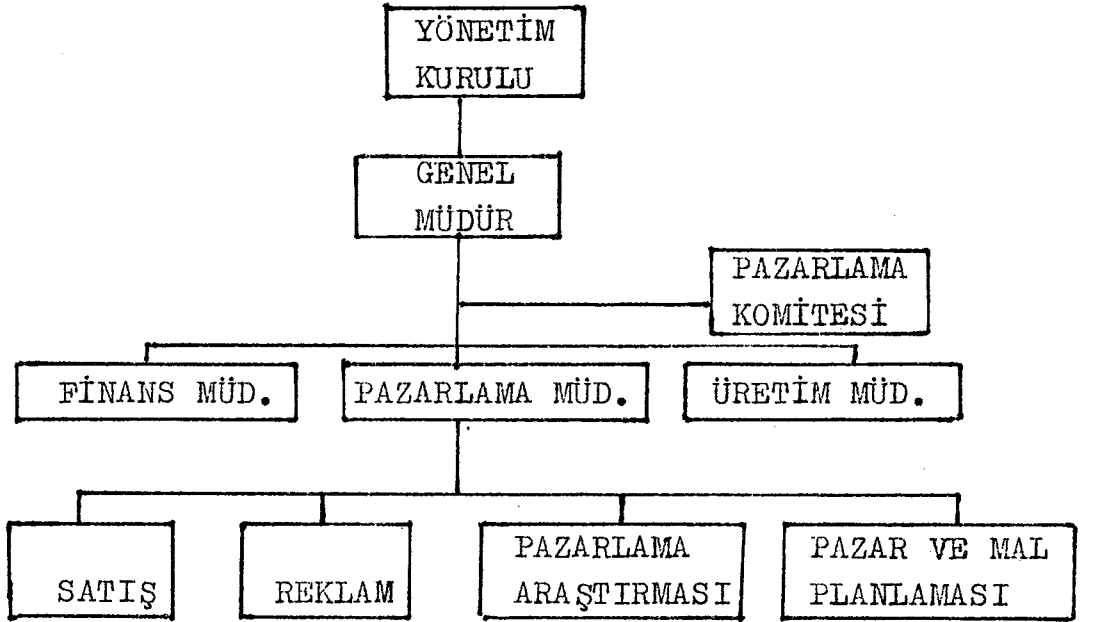 YÖNETİM
KURULU
GENEL
MÜDÜR
PAZARLAMA
KOMİTESİ
FİNANS MÜD.
PAZARLAMA MÜD.
ÜRETİM MÜD.
SATIŞ
REKLAM
PAZARLAMA
ARAŞTIRMASI
PAZAR VE MAL
PLANLAMASI